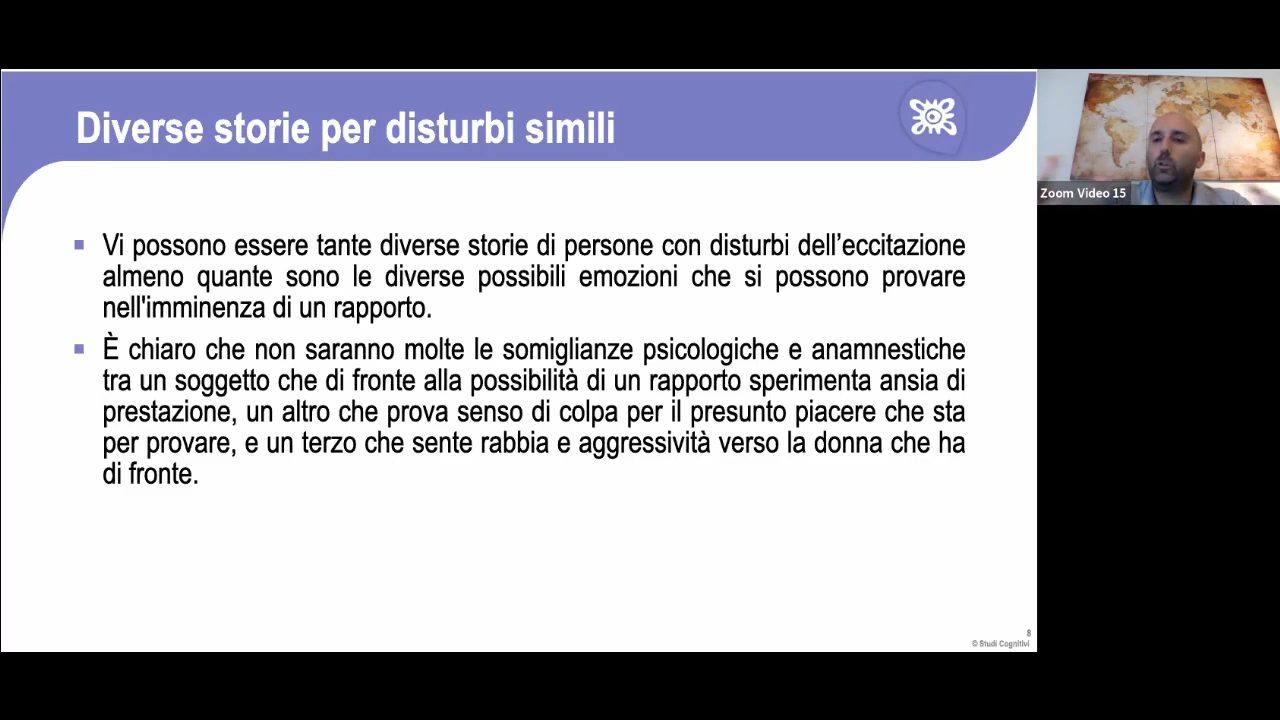 Diverse storie per disturbi simili
Zoom Video 15
Vi possono essere tante diverse storie di persone con disturbi dell’eccitazione
almeno quante sono le diverse possibili emozioni che si possono provare
nell'imminenza di un rapporto.
È chiaro che non saranno molte le somiglianze psicologiche e anamnestiche
tra un soggetto che di fronte alla possibilità di un rapporto sperimenta ansia di
prestazione, un altro che prova senso di colpa per il presunto piacere che sta
per provare, e un terzo che sente rabbia e aggressività verso la donna che ha
di fronte.
8
© Studi Cognitivi